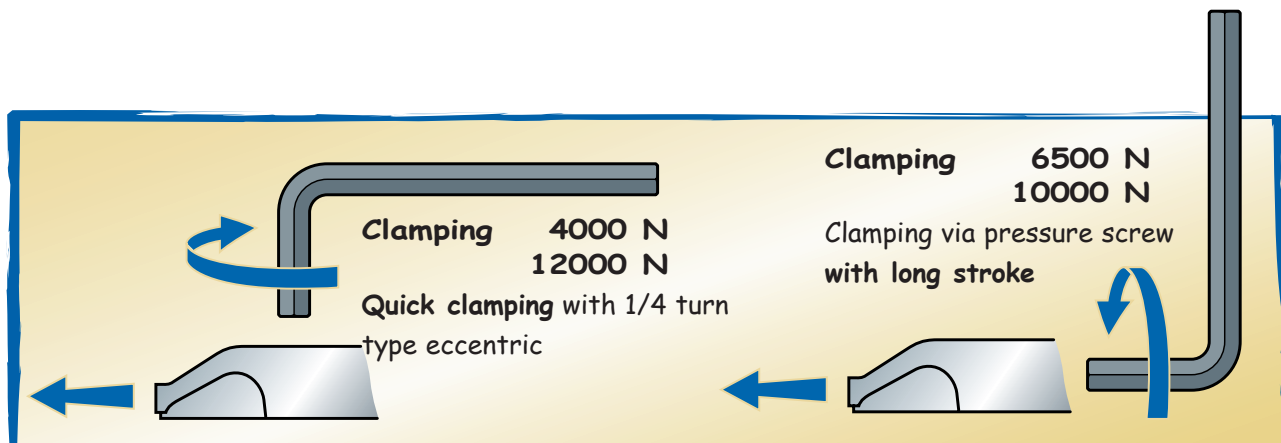 Clamping 4000 N
12000 N
Quick clamping with 1/4 turn
type eccentric
Clamping 6500 N
10000 N
Clamping via pressure screw
with long stroke